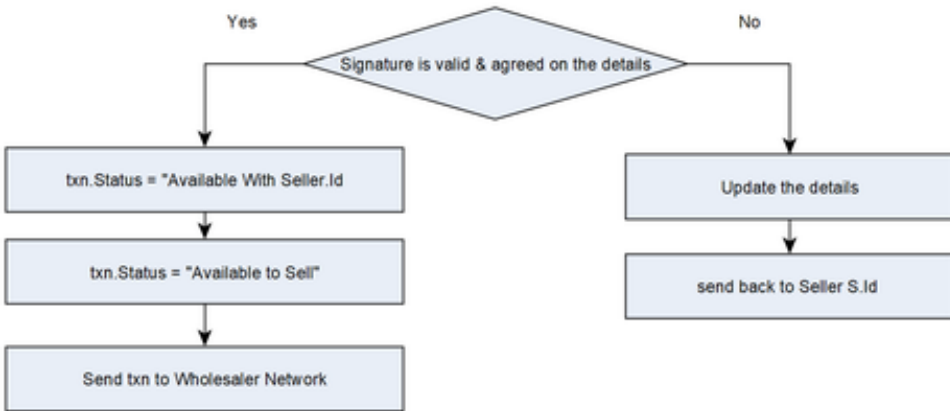 Yes
No
Signature is valid & agreed on the details
txn.Status = "Available With Seller.Id
Update the details
txn.Status = "Available to Sell"
send back to Seller S.Id
Send txn to Wholesaler Network